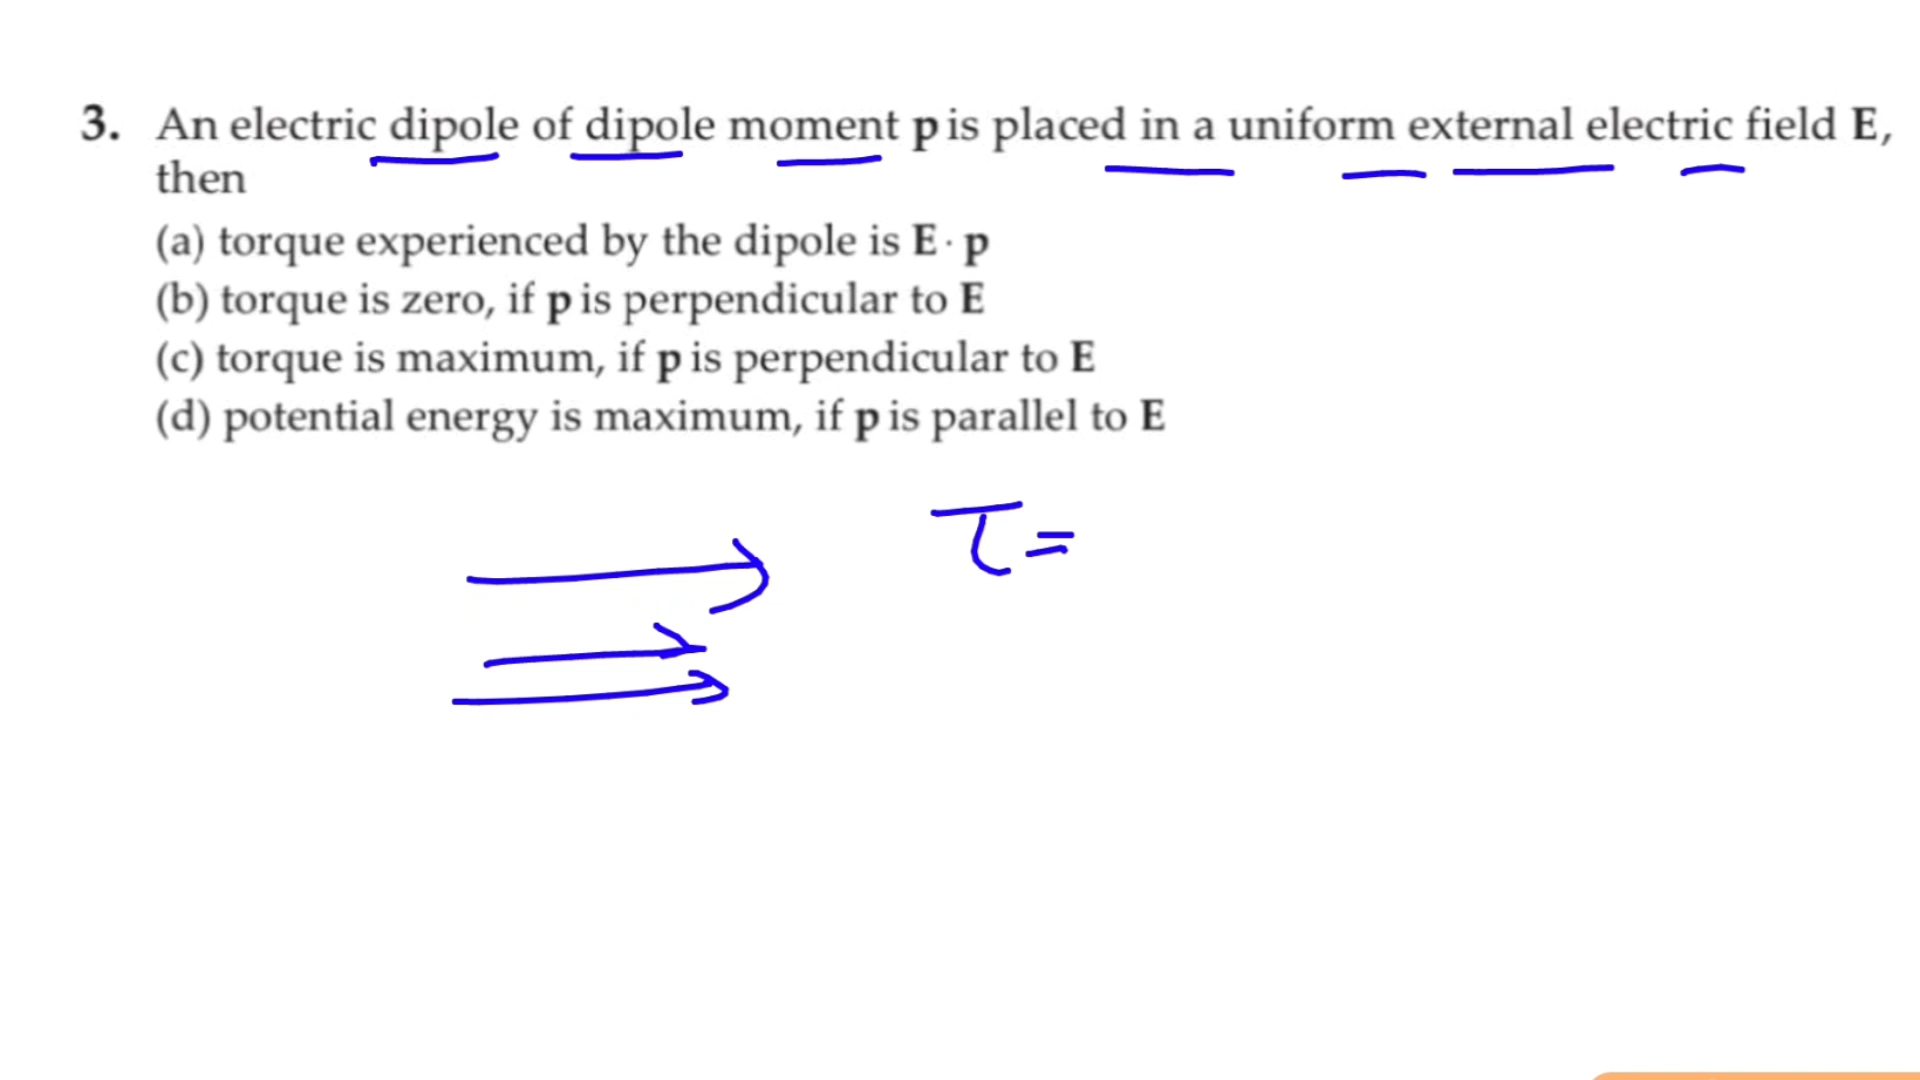 3. An electric dipole of dipole moment p is placed in a uniform external electric field E,
then
(a) torque experienced by the dipole is E · p
(b) torque is zero, if p is perpendicular to E
(c) torque is maximum, if p is perpendicular to E
(d) potential energy is maximum, if p is parallel to E
τ =